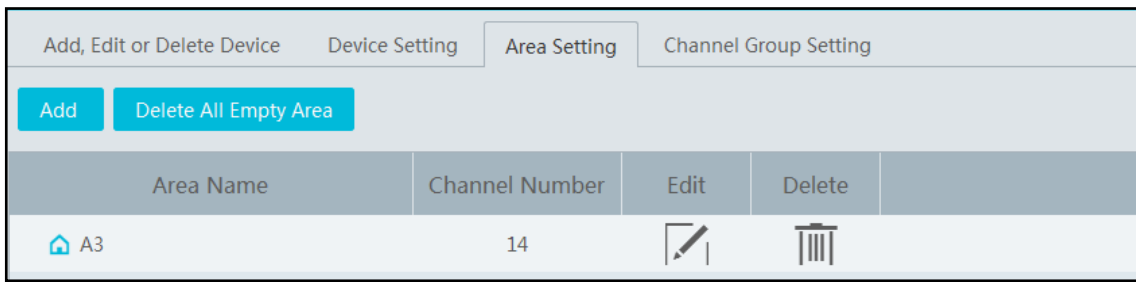 Add, Edit or Delete Device Device Setting Area Setting Channel Group Setting
Add Delete All Empty Area
Area Name Channel Number Edit Delete
A3 14